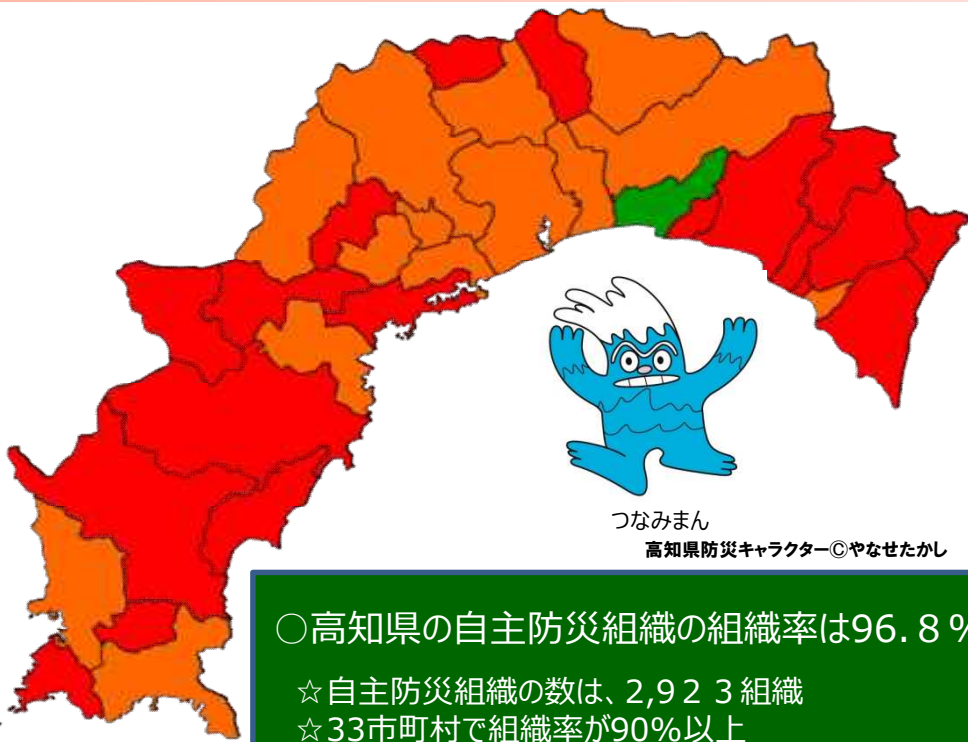 つなみまん
高知県防災キャラクター©やなせたかし
○高知県の自主防災組織の組織率は96.8%
☆自主防災組織の数は、2,923組織
☆33市町村で組織率が90%以上